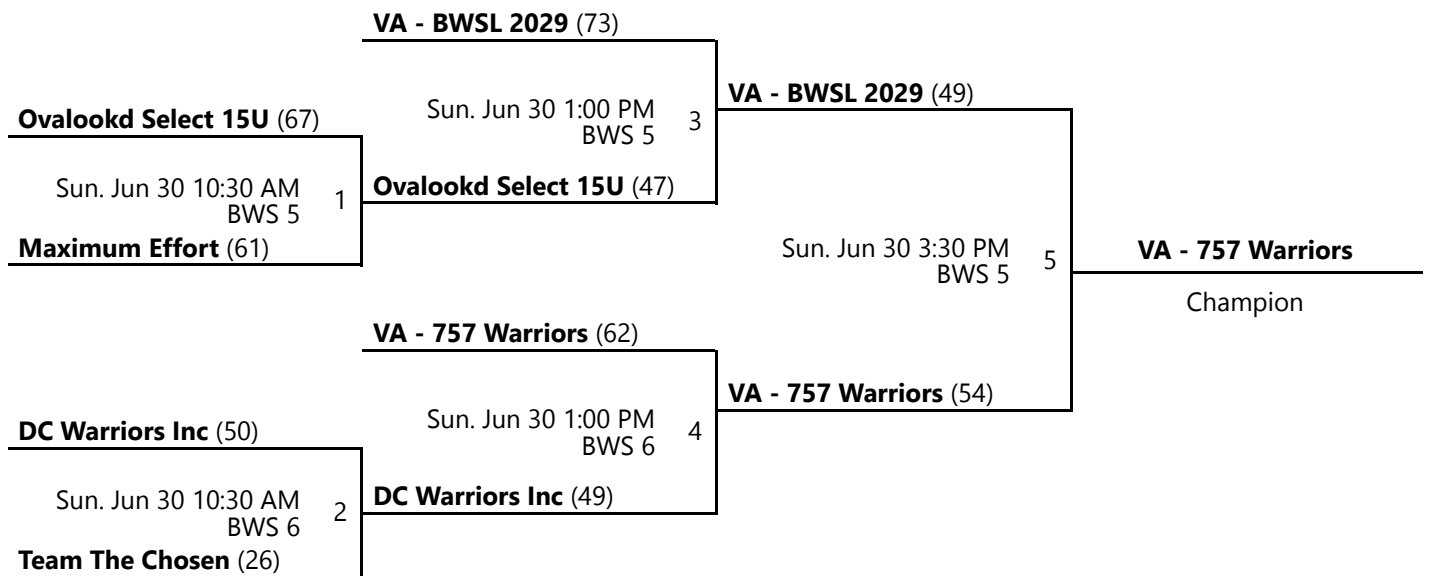 VA - BWSL 2029 (73)
Ovalookd Select 15U (67)
Sun. Jun 30 10:30 AM
BWS 5
1
Maximum Effort (61)
Sun. Jun 30 1:00 PM
BWS 5
3
Ovalookd Select 15U (47)
VA - BWSL 2029 (49)
Sun. Jun 30 3:30 PM
BWS 5
5
VA - 757 Warriors
Champion
VA - 757 Warriors (62)
DC Warriors Inc (50)
Sun. Jun 30 10:30 AM
BWS 6
2
Team The Chosen (26)
Sun. Jun 30 1:00 PM
BWS 6
4
DC Warriors Inc (49)
VA - 757 Warriors (54)